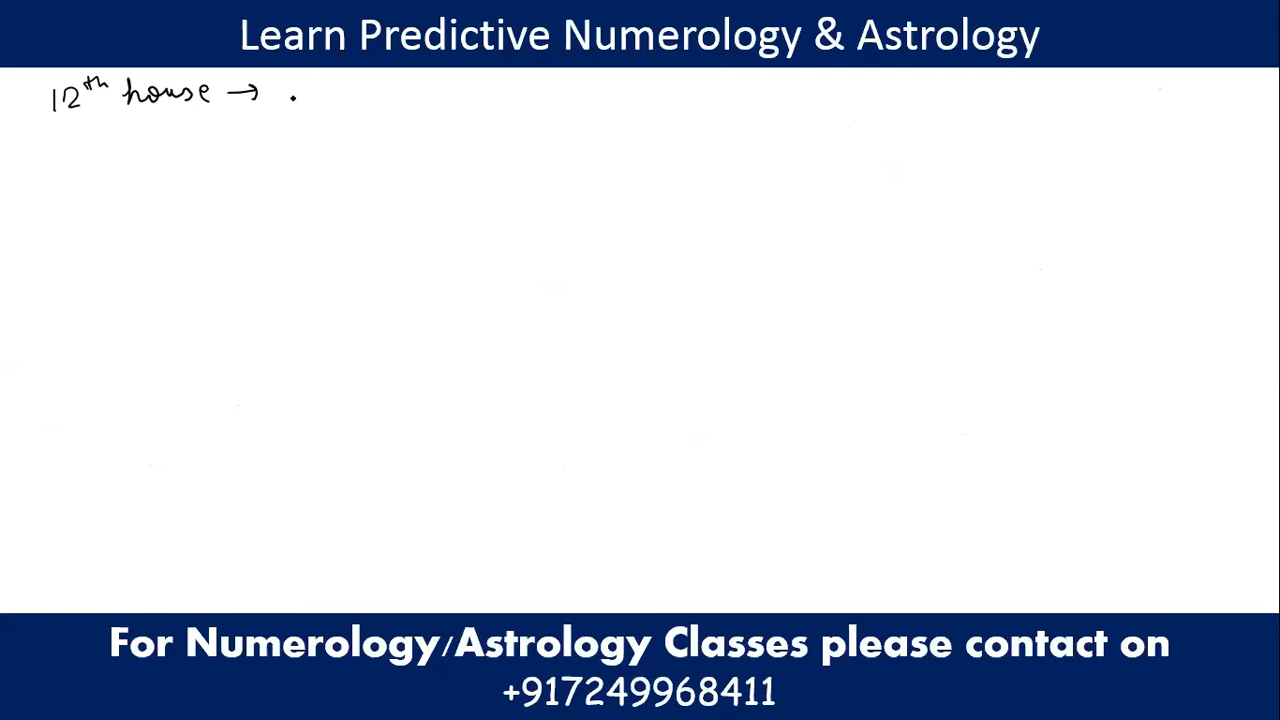 Learn Predictive Numerology & Astrology
12th house →
For Numerology/Astrology Classes please contact on
+917249968411